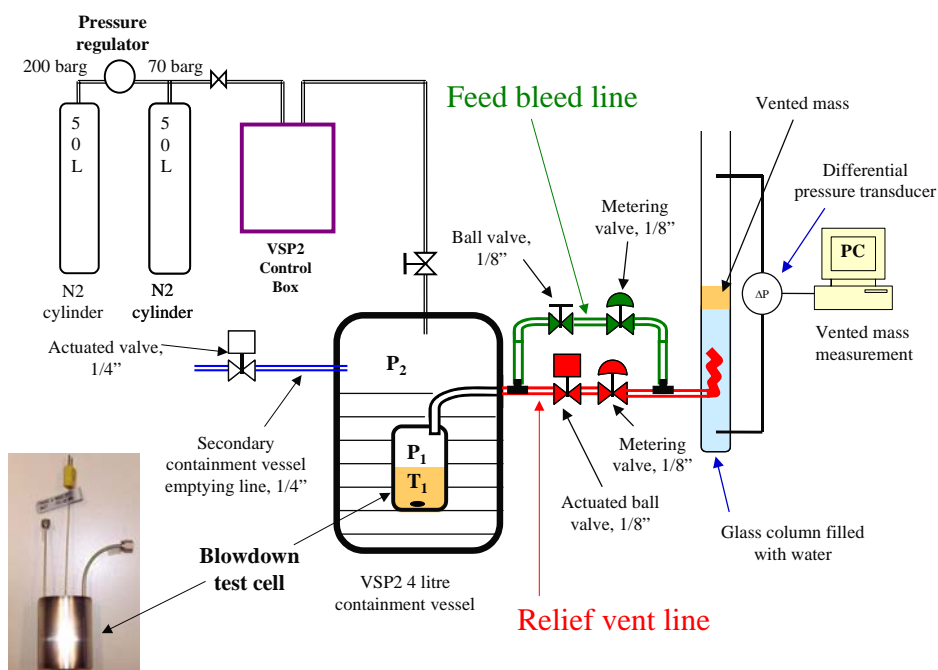 Pressure
regulator
200 barg
70 barg
5
0
L
5
0
L
N2
cylinder
N2
cylinder
VSP2
Control
Box
Feed bleed line
Vented mass
Differential
pressure transducer
Metering
valve, 1/8”
Ball valve,
1/8”
PC
ΔP
Vented mass
measurement
Actuated valve,
1/4”
P2
P1
T1
Secondary
containment vessel
emptying line, 1/4”
Metering
valve, 1/8”
Actuated ball
valve, 1/8”
Glass column filled
with water
Blowdown
test cell
VSP2 4 litre
containment vessel
Relief vent line